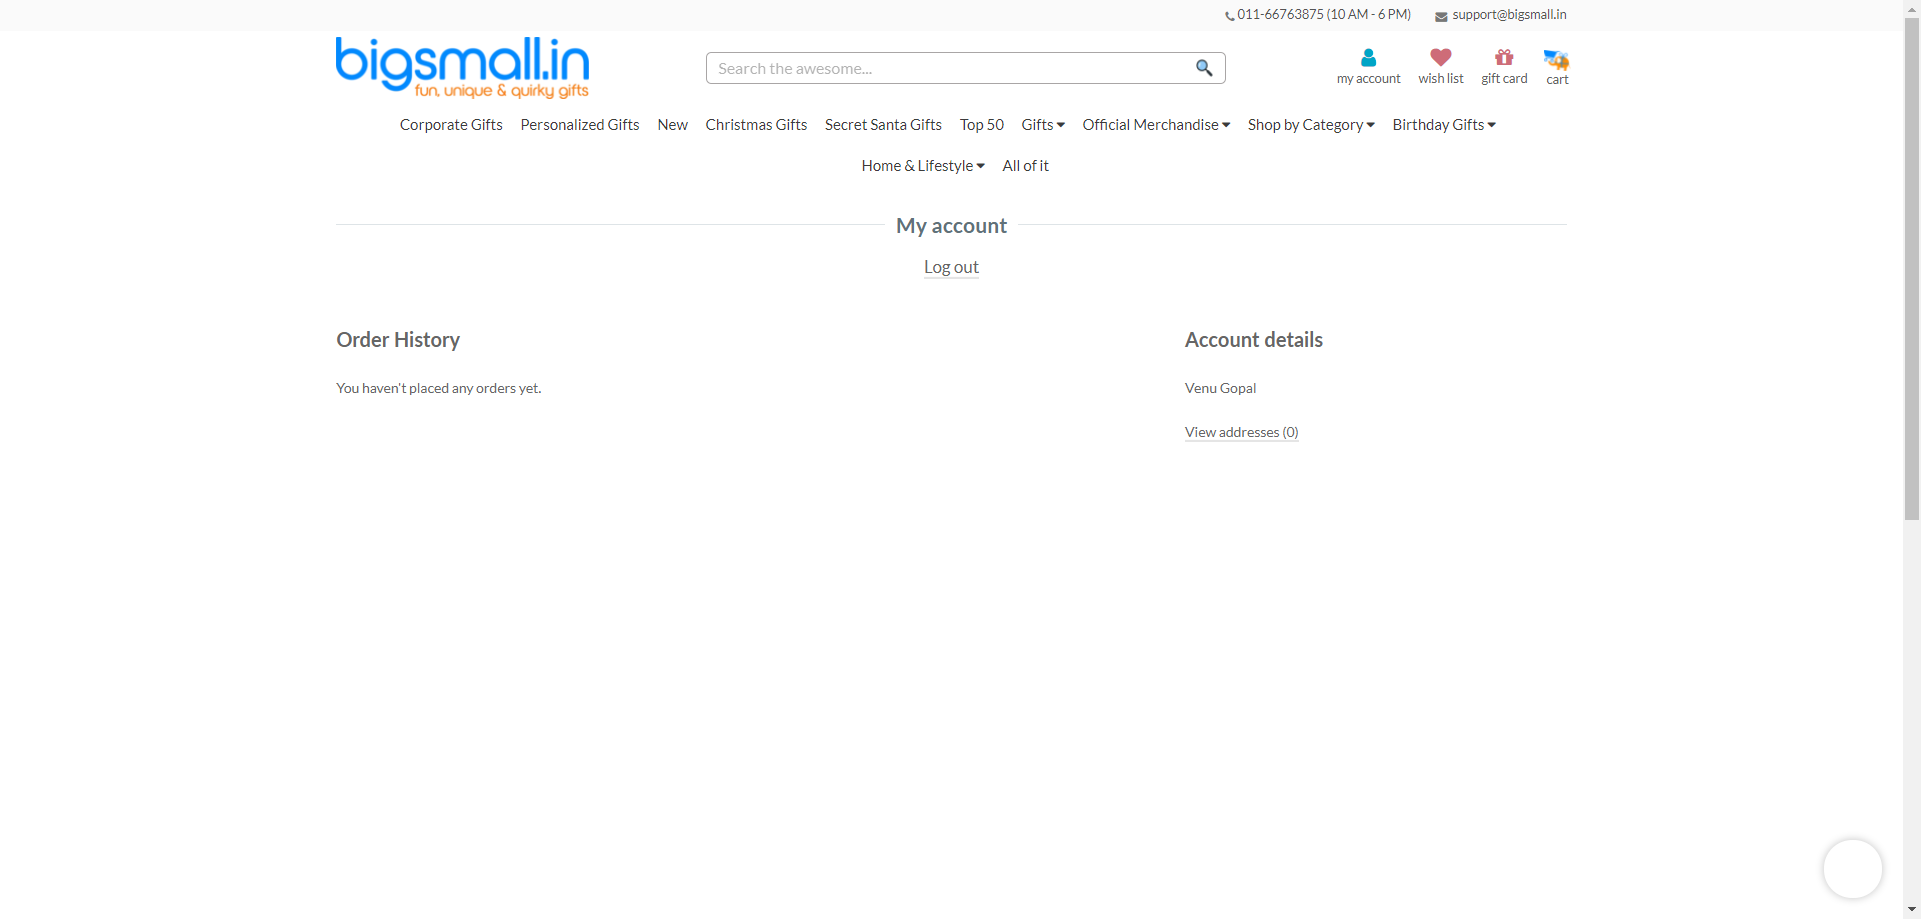 011-66763875 (10 AM - 6 PM) support@bigsmall.in
bigsmall.in
fun, unique & quirky gifts
Search the awesome...
my account wish list gift card cart
Corporate Gifts Personalized Gifts New Christmas Gifts Secret Santa Gifts Top 50 Gifts Official Merchandise Shop by Category Birthday Gifts
Home & Lifestyle All of it
My account
Log out
Order History
You haven't placed any orders yet.
Account details
Venu Gopal
View addresses (0)